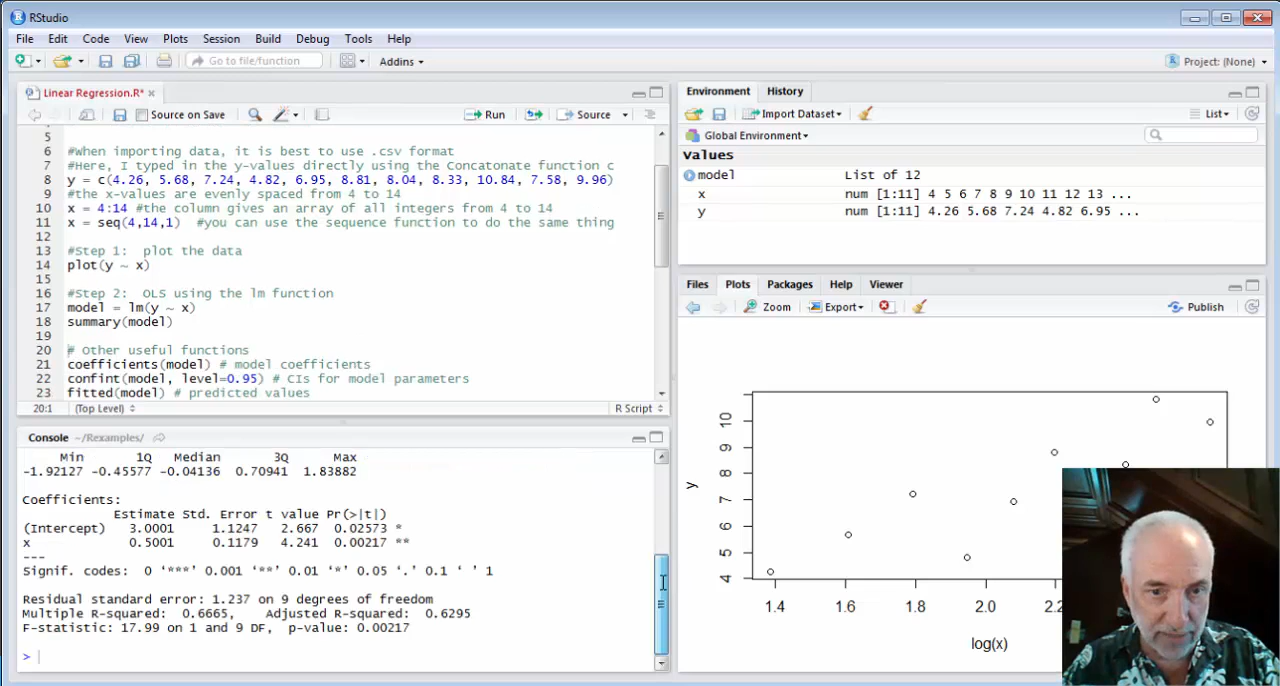 RStudio
File Edit Code View Plots Session Build Debug Tools Help
Go to file/function Addins Project: (None)
Linear Regression.R*
Source on Save Run Source
5
6 #When importing data, it is best to use .csv format
7 #Here, I typed in the y-values directly using the Concatonate function c
8 y = c(4.26, 5.68, 7.24, 4.82, 6.95, 8.81, 8.04, 8.33, 10.84, 7.58, 9.96)
9 #the x-values are evenly spaced from 4 to 14
10 x = 4:14 #the column gives an array of all integers from 4 to 14
11 x = seq(4,14,1) #you can use the sequence function to do the same thing
12
13 #Step 1: plot the data
14 plot(y ~ x)
15
16 #Step 2: OLS using the lm function
17 model = lm(y ~ x)
18 summary(model)
19
20 # Other useful functions
21 coefficients(model) # model coefficients
22 confint(model, level=0.95) # CIs for model parameters
23 fitted(model) # predicted values
20:1 (Top Level) R Script
Console ~/Rexamples/
Min 1Q Median 3Q Max
-1.92127 -0.45577 -0.04136 0.70941 1.83882
Coefficients:
Estimate Std. Error t value Pr(>|t|)
(Intercept) 3.0001 1.1247 2.667 0.02573 *
x 0.5001 0.1179 4.241 0.00217 **
---
Signif. codes: 0 ‘***’ 0.001 ‘**’ 0.01 ‘*’ 0.05 ‘.’ 0.1 ‘ ’ 1
Residual standard error: 1.237 on 9 degrees of freedom
Multiple R-squared: 0.6665, Adjusted R-squared: 0.6295
F-statistic: 17.99 on 1 and 9 DF, p-value: 0.00217
>
Environment History
Import Dataset List
Global Environment
values
model List of 12
x num [1:11] 4 5 6 7 8 9 10 11 12 13 ...
y num [1:11] 4.26 5.68 7.24 4.82 6.95 ...
Files Plots Packages Help Viewer
Zoom Export Publish
10
9
8
7
6
5
4
y
1.4 1.6 1.8 2.0 2.2
log(x)